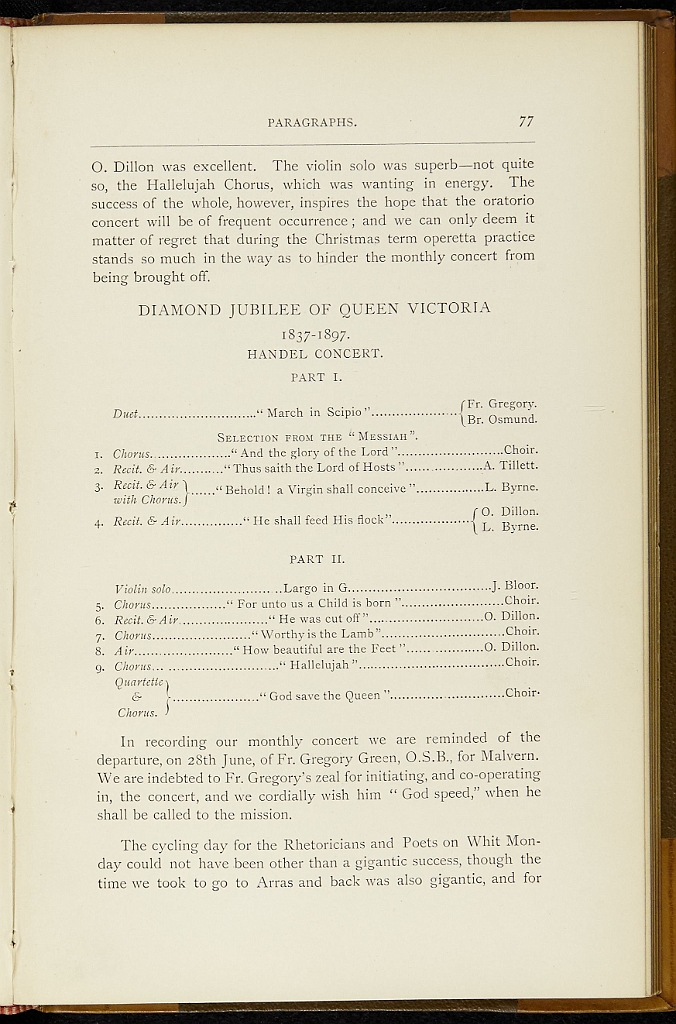 PARAGRAPHS. 77
O. Dillon was excellent. The violin solo was superb—not quite
so, the Hallelujah Chorus, which was wanting in energy. The
success of the whole, however, inspires the hope that the oratorio
concert will be of frequent occurrence; and we can only deem it
matter of regret that during the Christmas term operetta practice
stands so much in the way as to hinder the monthly concert from
being brought off.
DIAMOND JUBILEE OF QUEEN VICTORIA
1837-1897.
HANDEL CONCERT.
PART I.
Duet............................“ March in Scipio”.....................{ Fr. Gregory.
Br. Osmund.
SELECTION FROM THE “ MESSIAH ”.
1. Chorus...................“ And the glory of the Lord ”.........................Choir.
2. Recit. & Air..........“ Thus saith the Lord of Hosts ”..................A. Tillett.
3. Recit. & Air
with Chorus. } ......“ Behold ! a Virgin shall conceive ”................L. Byrne.
4. Recit. & Air...............“ He shall feed His flock”...................{ O. Dillon.
L. Byrne.
PART II.
Violin solo...........................Largo in G..................................J. Bloor.
5. Chorus..................“ For unto us a Child is born ”.........................Choir.
6. Recit. & Air......................“ He was cut off”...........................O. Dillon.
7. Chorus........................“ Worthy is the Lamb”..............................Choir.
8. Air........................“ How beautiful are the Feet ”...................O. Dillon.
9. Chorus..............................“ Hallelujah ”...................................Choir.
Quartette
& } .....................“ God save the Queen ”............................Choir.
Chorus.
In recording our monthly concert we are reminded of the
departure, on 28th June, of Fr. Gregory Green, O.S.B., for Malvern.
We are indebted to Fr. Gregory's zeal for initiating, and co-operating
in, the concert, and we cordially wish him “ God speed,” when he
shall be called to the mission.
The cycling day for the Rhetoricians and Poets on Whit Mon-
day could not have been other than a gigantic success, though the
time we took to go to Arras and back was also gigantic, and for